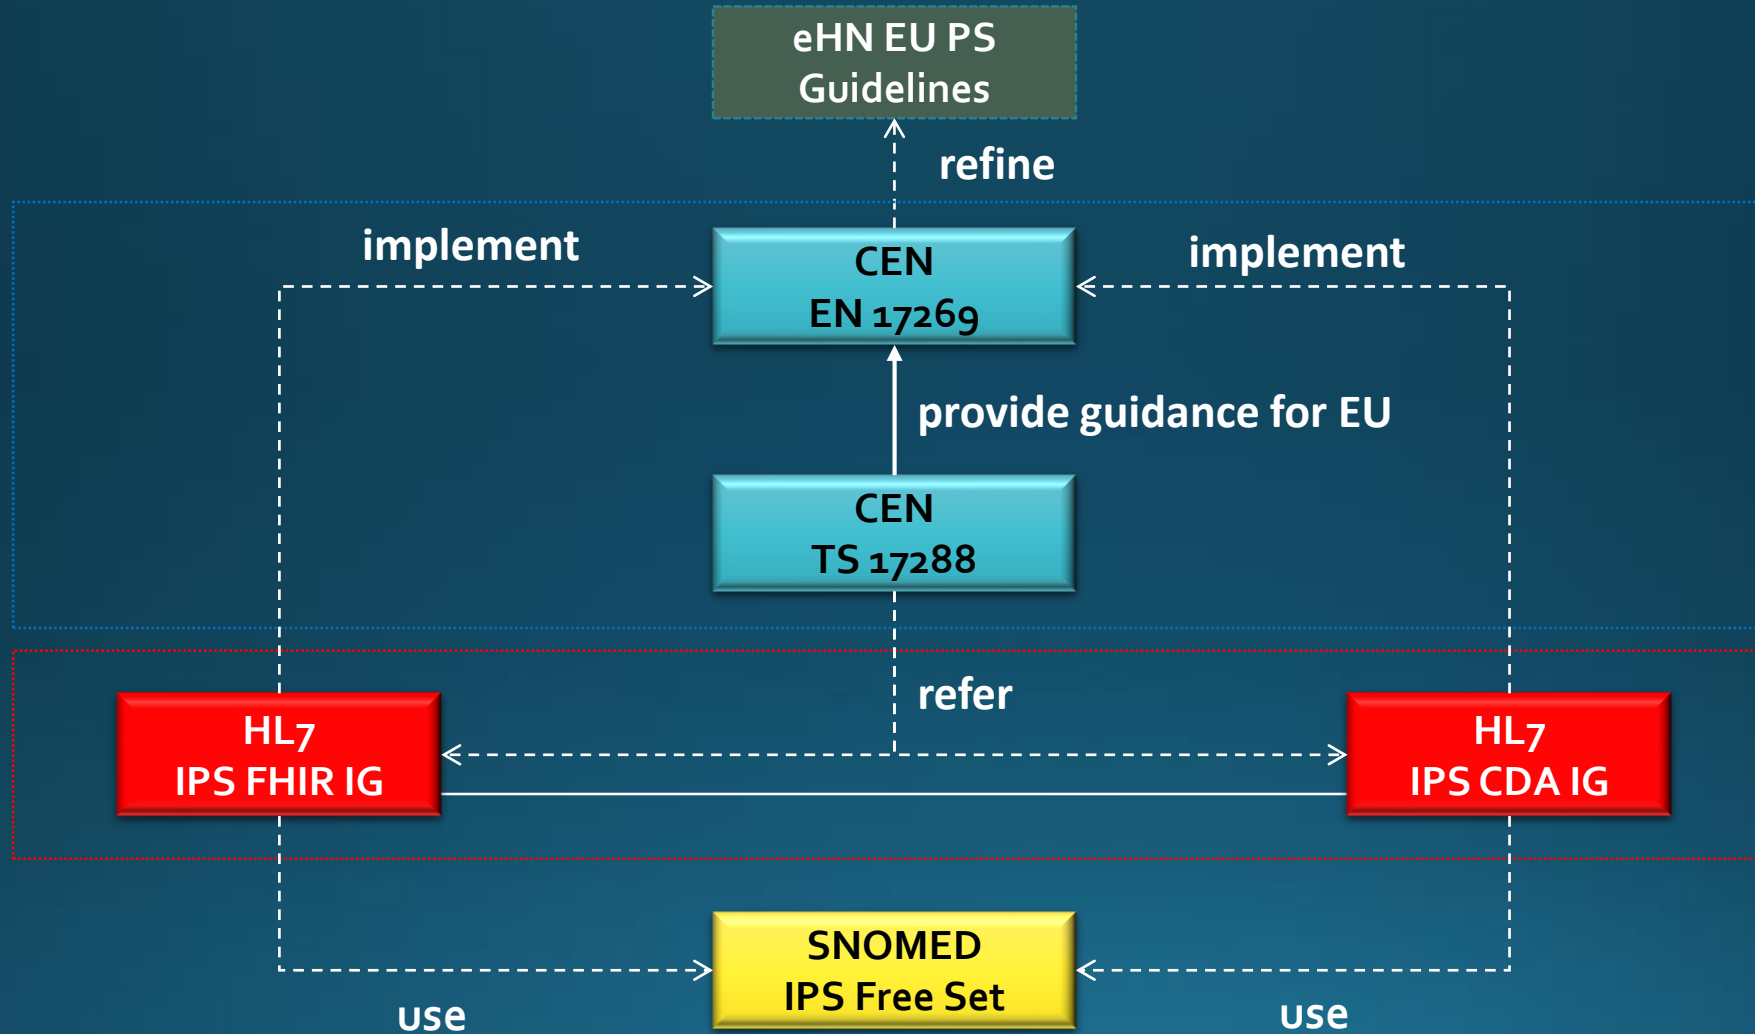 eHN EU PS
Guidelines
refine
implement
implement
CEN
EN 17269
provide guidance for EU
CEN
TS 17288
refer
HL7
IPS FHIR IG
HL7
IPS CDA IG
SNOMED
IPS Free Set
use
use